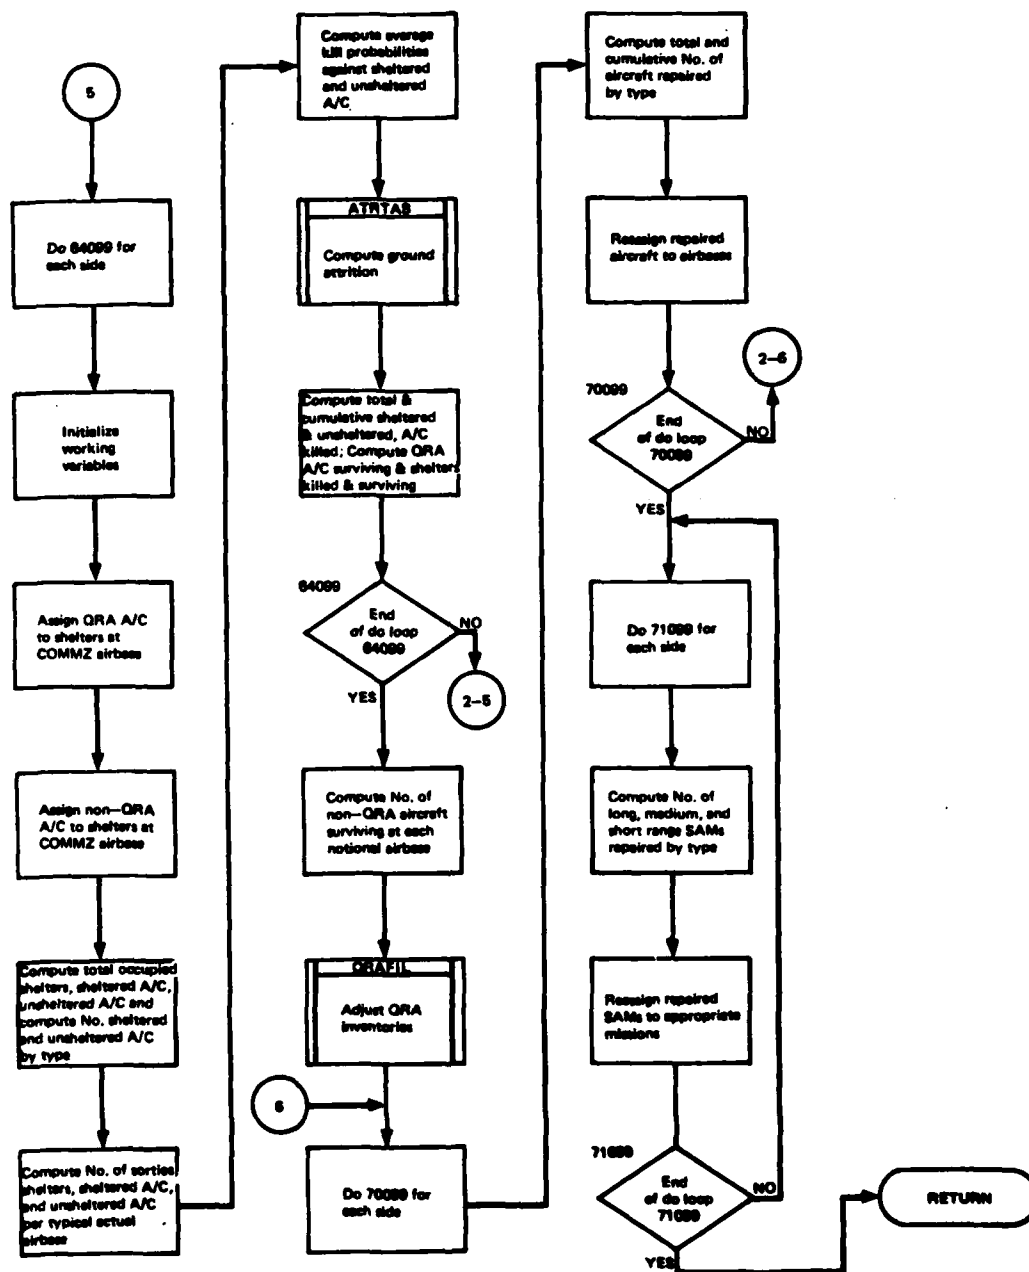 5
Do 64099 for
each side
Initialize
working
variables
Assign QRA A/C
to shelters at
COMMZ airbase
Assign non-QRA
A/C to shelters at
COMMZ airbase
Compute total occupied
shelters, sheltered A/C,
unsheltered A/C and
compute No. sheltered
and unsheltered A/C
by type
Compute No. of sorties
shelters, sheltered A/C,
and unsheltered A/C
per typical actual
airbase
Compute average
kill probabilities
against sheltered
and unsheltered
A/C
ATRTAS
Compute ground
attrition
Compute total &
cumulative sheltered
& unsheltered, A/C
killed; Compute QRA
A/C surviving & shelters
killed & surviving
64099
End
of do loop
64099
NO
YES
2-5
Compute No. of
non-QRA aircraft
surviving at each
notional airbase
QRAFIL
Adjust QRA
inventories
6
Do 70099 for
each side
Compute total and
cumulative No. of
aircraft repaired
by type
Reassign repaired
aircraft to airbases
2-6
70099
End
of do loop
70099
NO
YES
Do 71099 for
each side
Compute No. of
long, medium, and
short range SAMs
repaired by type
Reassign repaired
SAMs to appropriate
missions
71099
End
of do loop
71099
NO
YES
RETURN